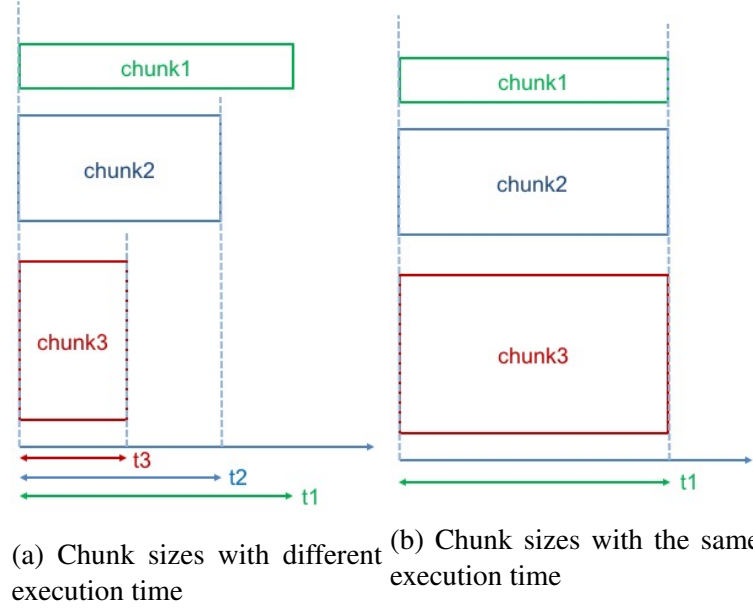 chunk1
chunk2
chunk3
t3
t2
t1
(a) Chunk sizes with different
execution time
chunk1
chunk2
chunk3
t1
(b) Chunk sizes with the same
execution time